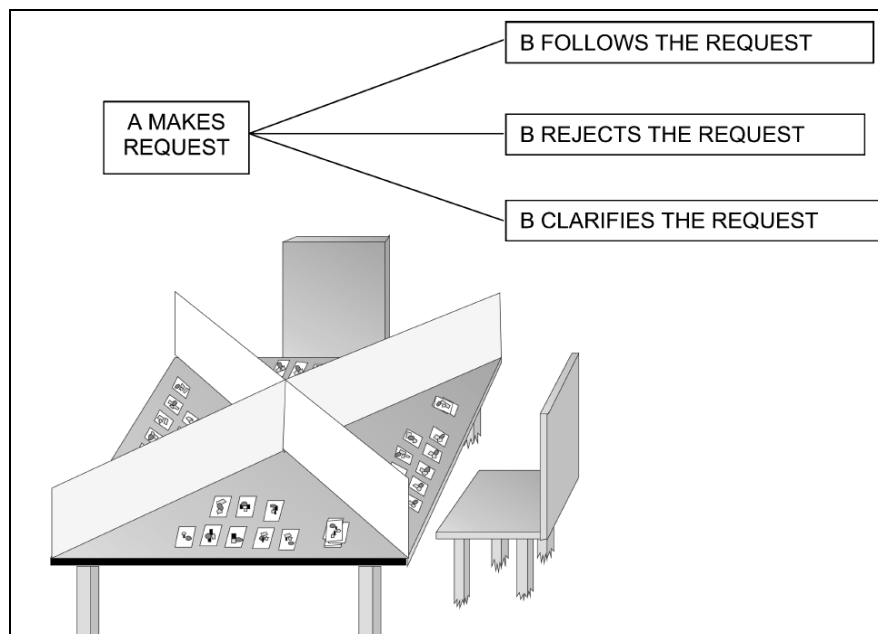 B FOLLOWS THE REQUEST
A MAKES
REQUEST
B REJECTS THE REQUEST
B CLARIFIES THE REQUEST